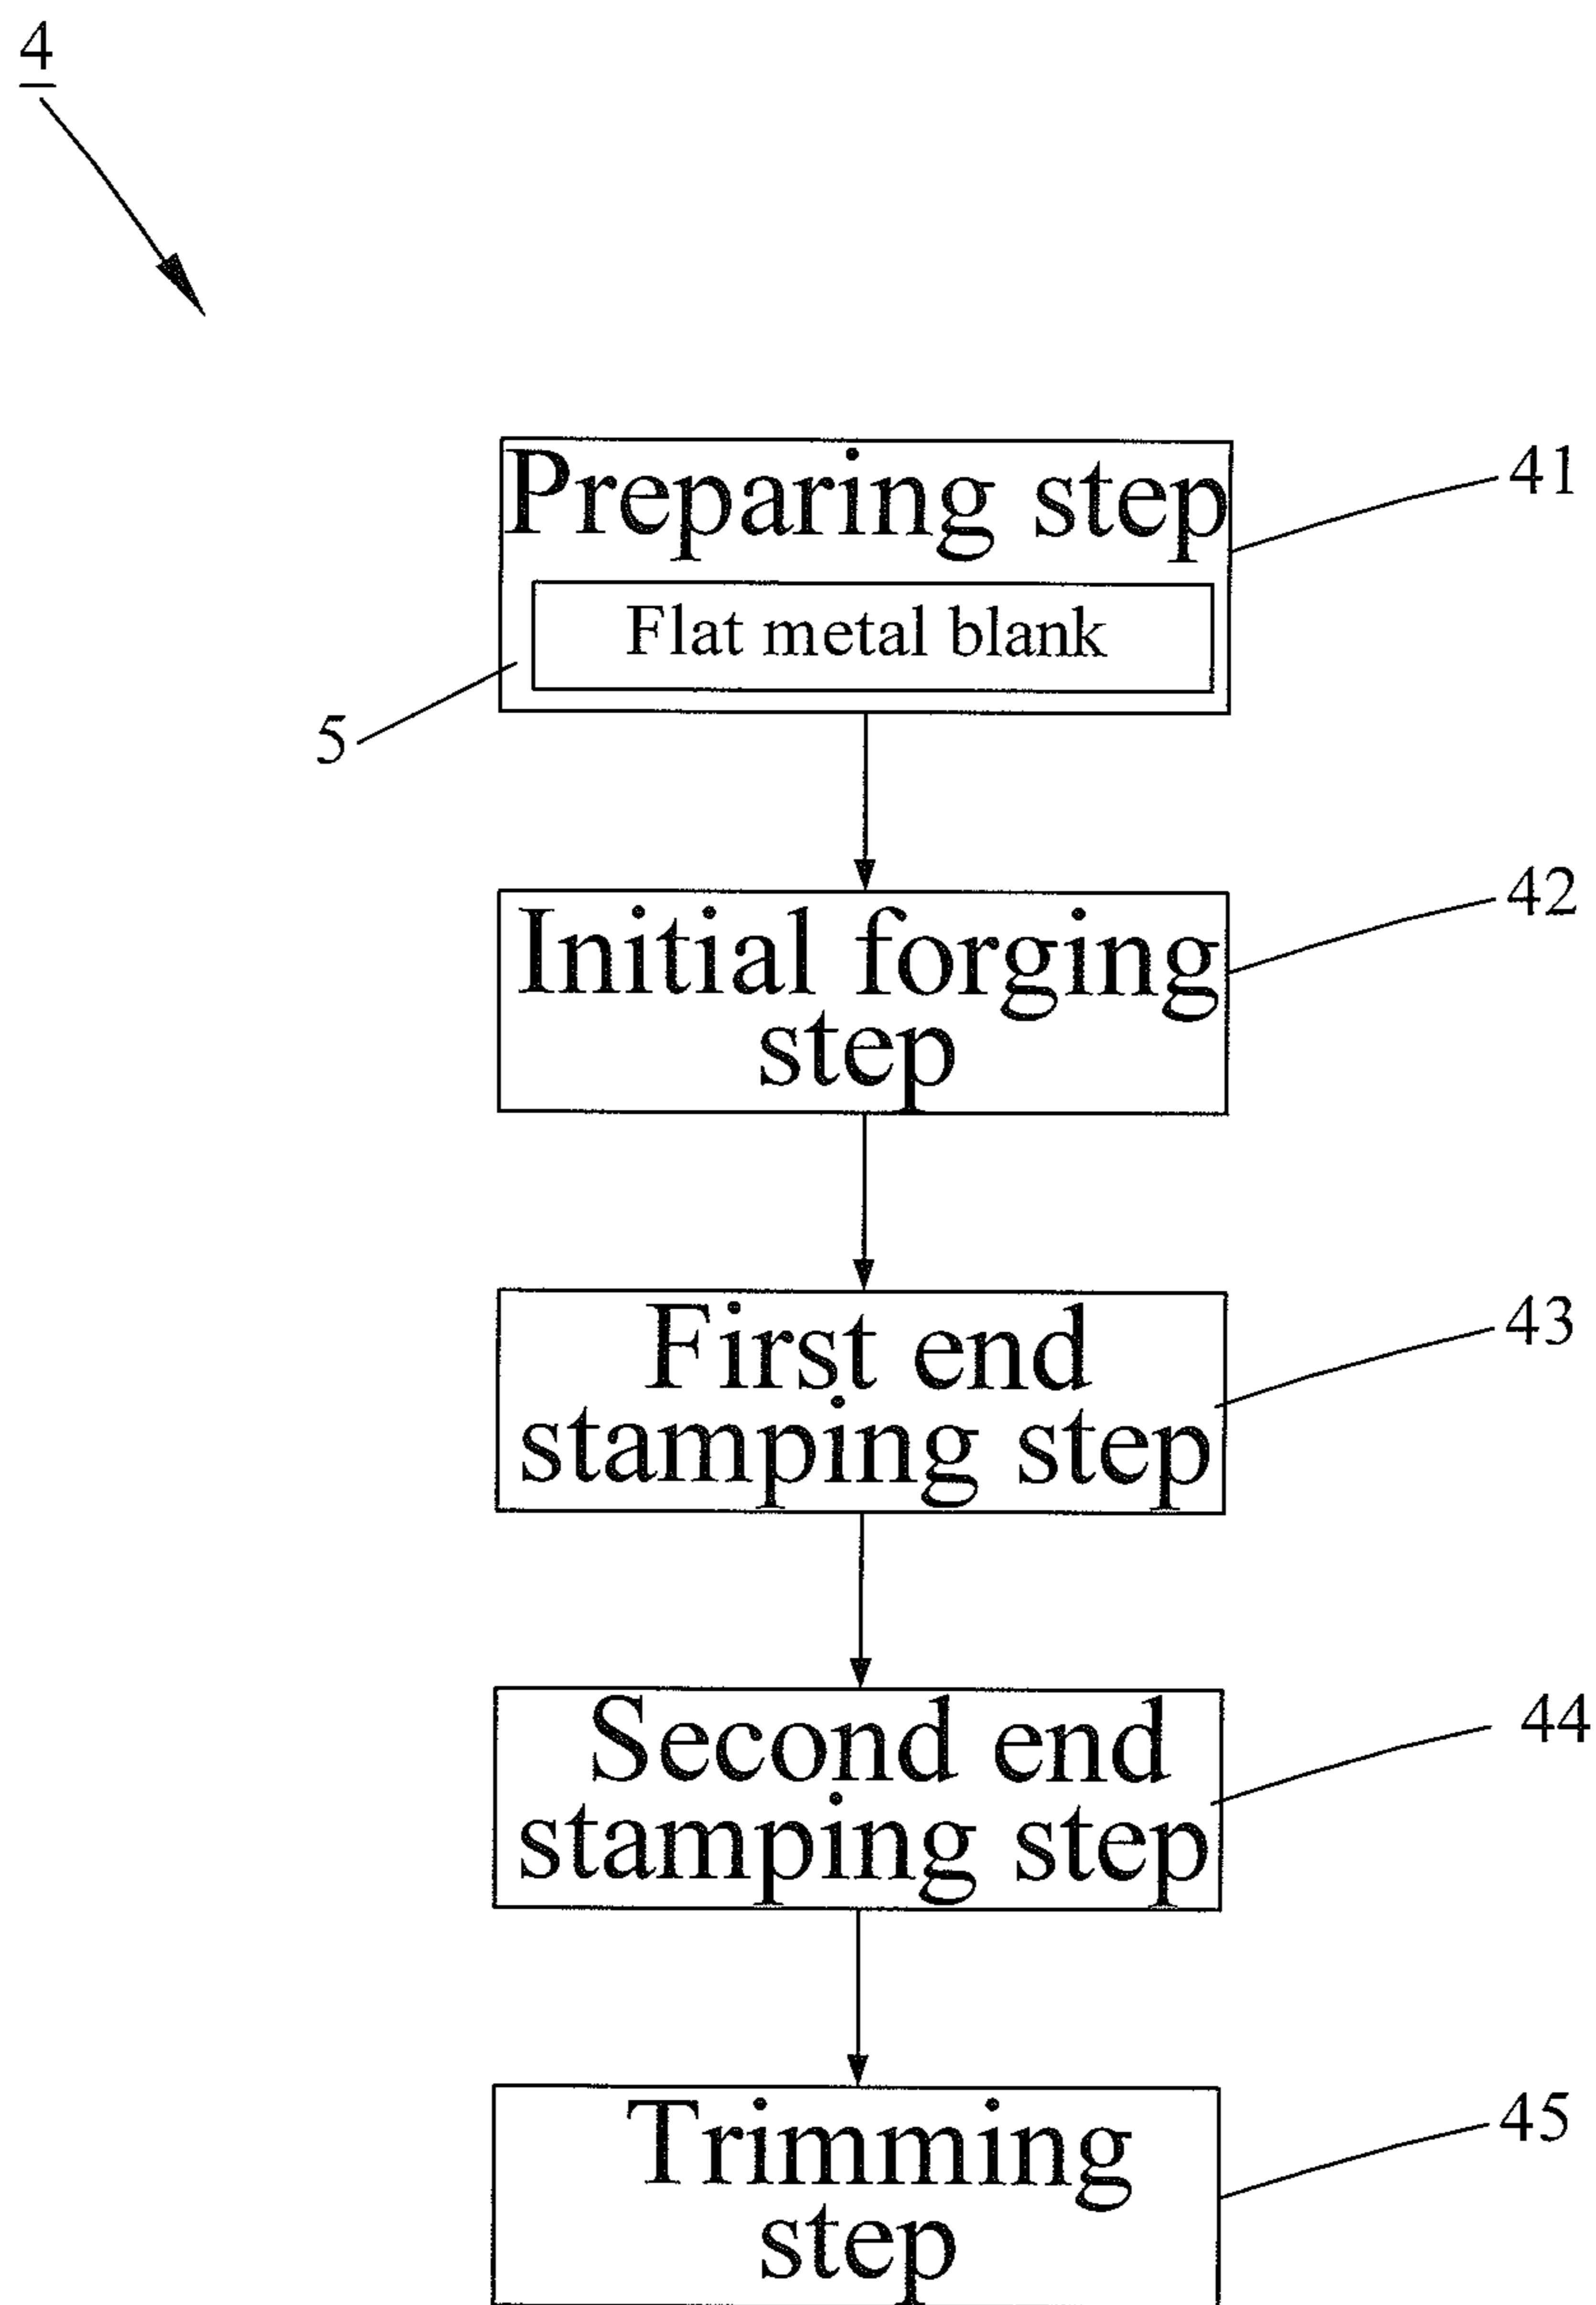 4
Preparing step
41
Flat metal blank
5
Initial forging
step
42
First end
stamping step
43
Second end
stamping step
44
Trimming
step
45